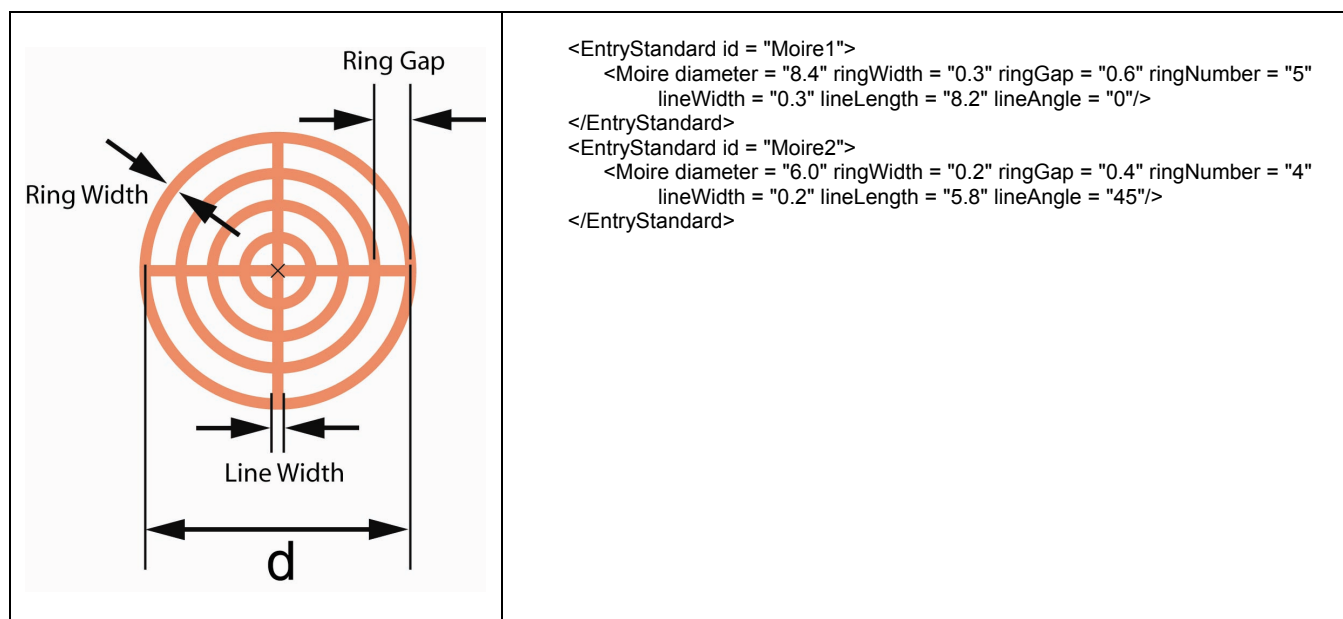 Ring Gap
Ring Width
Line Width
d
<EntryStandard id = "Moire1">
<Moire diameter = "8.4" ringWidth = "0.3" ringGap = "0.6" ringNumber = "5"
lineWidth = "0.3" lineLength = "8.2" lineAngle = "0"/>
</EntryStandard>
<EntryStandard id = "Moire2">
<Moire diameter = "6.0" ringWidth = "0.2" ringGap = "0.4" ringNumber = "4"
lineWidth = "0.2" lineLength = "5.8" lineAngle = "45"/>
</EntryStandard>